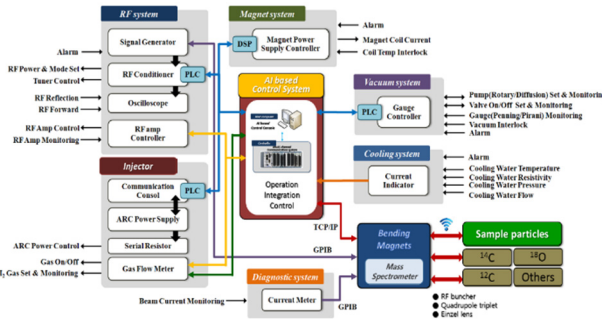 RF system
Signal Generator
Alarm
RF Power & Mode Set
Tuner Control
RF Conditioner
PLC
RF Reflection
RF Forward
Oscilloscope
RF Amp Control
RF Amp Monitoring
RF amp
Controller
Injector
Communication
Consol
PLC
ARC Power Supply
ARC Power Control
Serial Resistor
Gas On/Off
Gas Set & Monitoring
Gas Flow Meter
Magnet system
DSP
Magnet Power
Supply Controller
Alarm
Magnet Coil Current
Coil Temp Interlock
AI based
Control System
AI based
Control Console
Operation
Integration
Control
TCP/IP
GPIB
Vacuum system
PLC
Gauge
Controller
Pump(Rotary/Diffusion) Set & Monitorin
Valve On/Off Set & Monitoring
Gauge(Penning/Pirani) Monitoring
Vacuum Interlock
Alarm
Cooling system
Current
Indicator
Alarm
Cooling Water Temperature
Cooling Water Resistivity
Cooling Water Pressure
Cooling Water Flow
Bending
Magnets
Mass
Spectrometer
Sample particles
14C
18O
12C
Others
RF buncher
Quadrupole triplet
Einzel lens
Diagnostic system
Beam Current Monitoring
Current Meter
GPIB